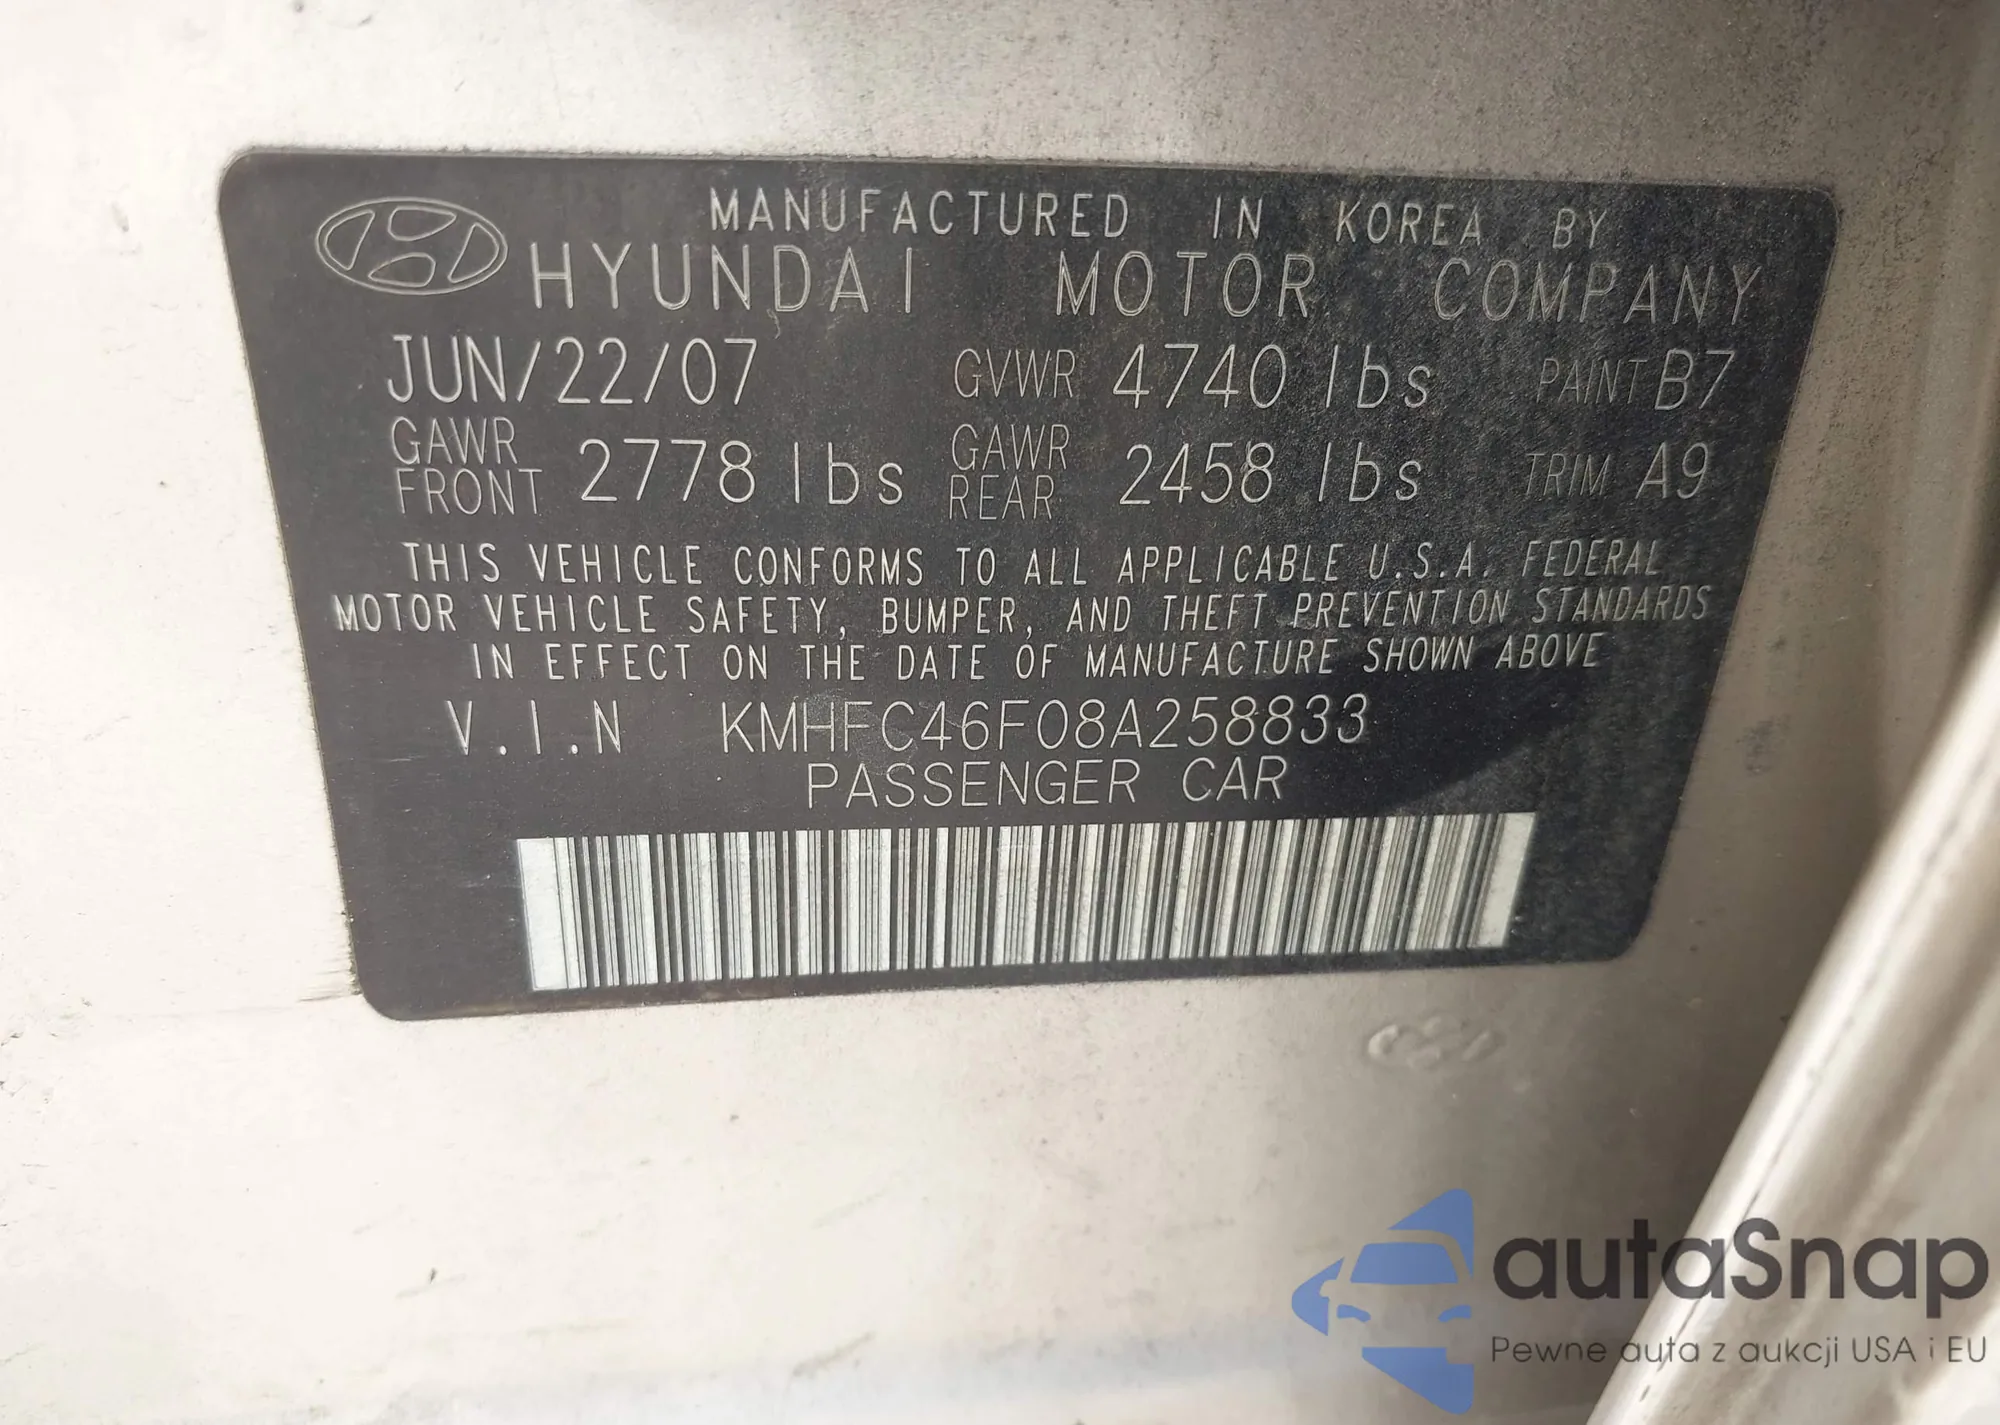 MANUFACTURED IN KOREA BY
HYUNDAI MOTOR COMPANY
JUN/22/07 GVWR 4740 lbs PAINT B7
GAWR FRONT 2778 lbs GAWR REAR 2458 lbs TRIM A9
THIS VEHICLE CONFORMS TO ALL APPLICABLE U.S.A. FEDERAL
MOTOR VEHICLE SAFETY, BUMPER, AND THEFT PREVENTION STANDARDS
IN EFFECT ON THE DATE OF MANUFACTURE SHOWN ABOVE
V.I.N KMHFC46F08A258833
PASSENGER CAR
autaSnap
Pewne auta z aukcji USA i EU